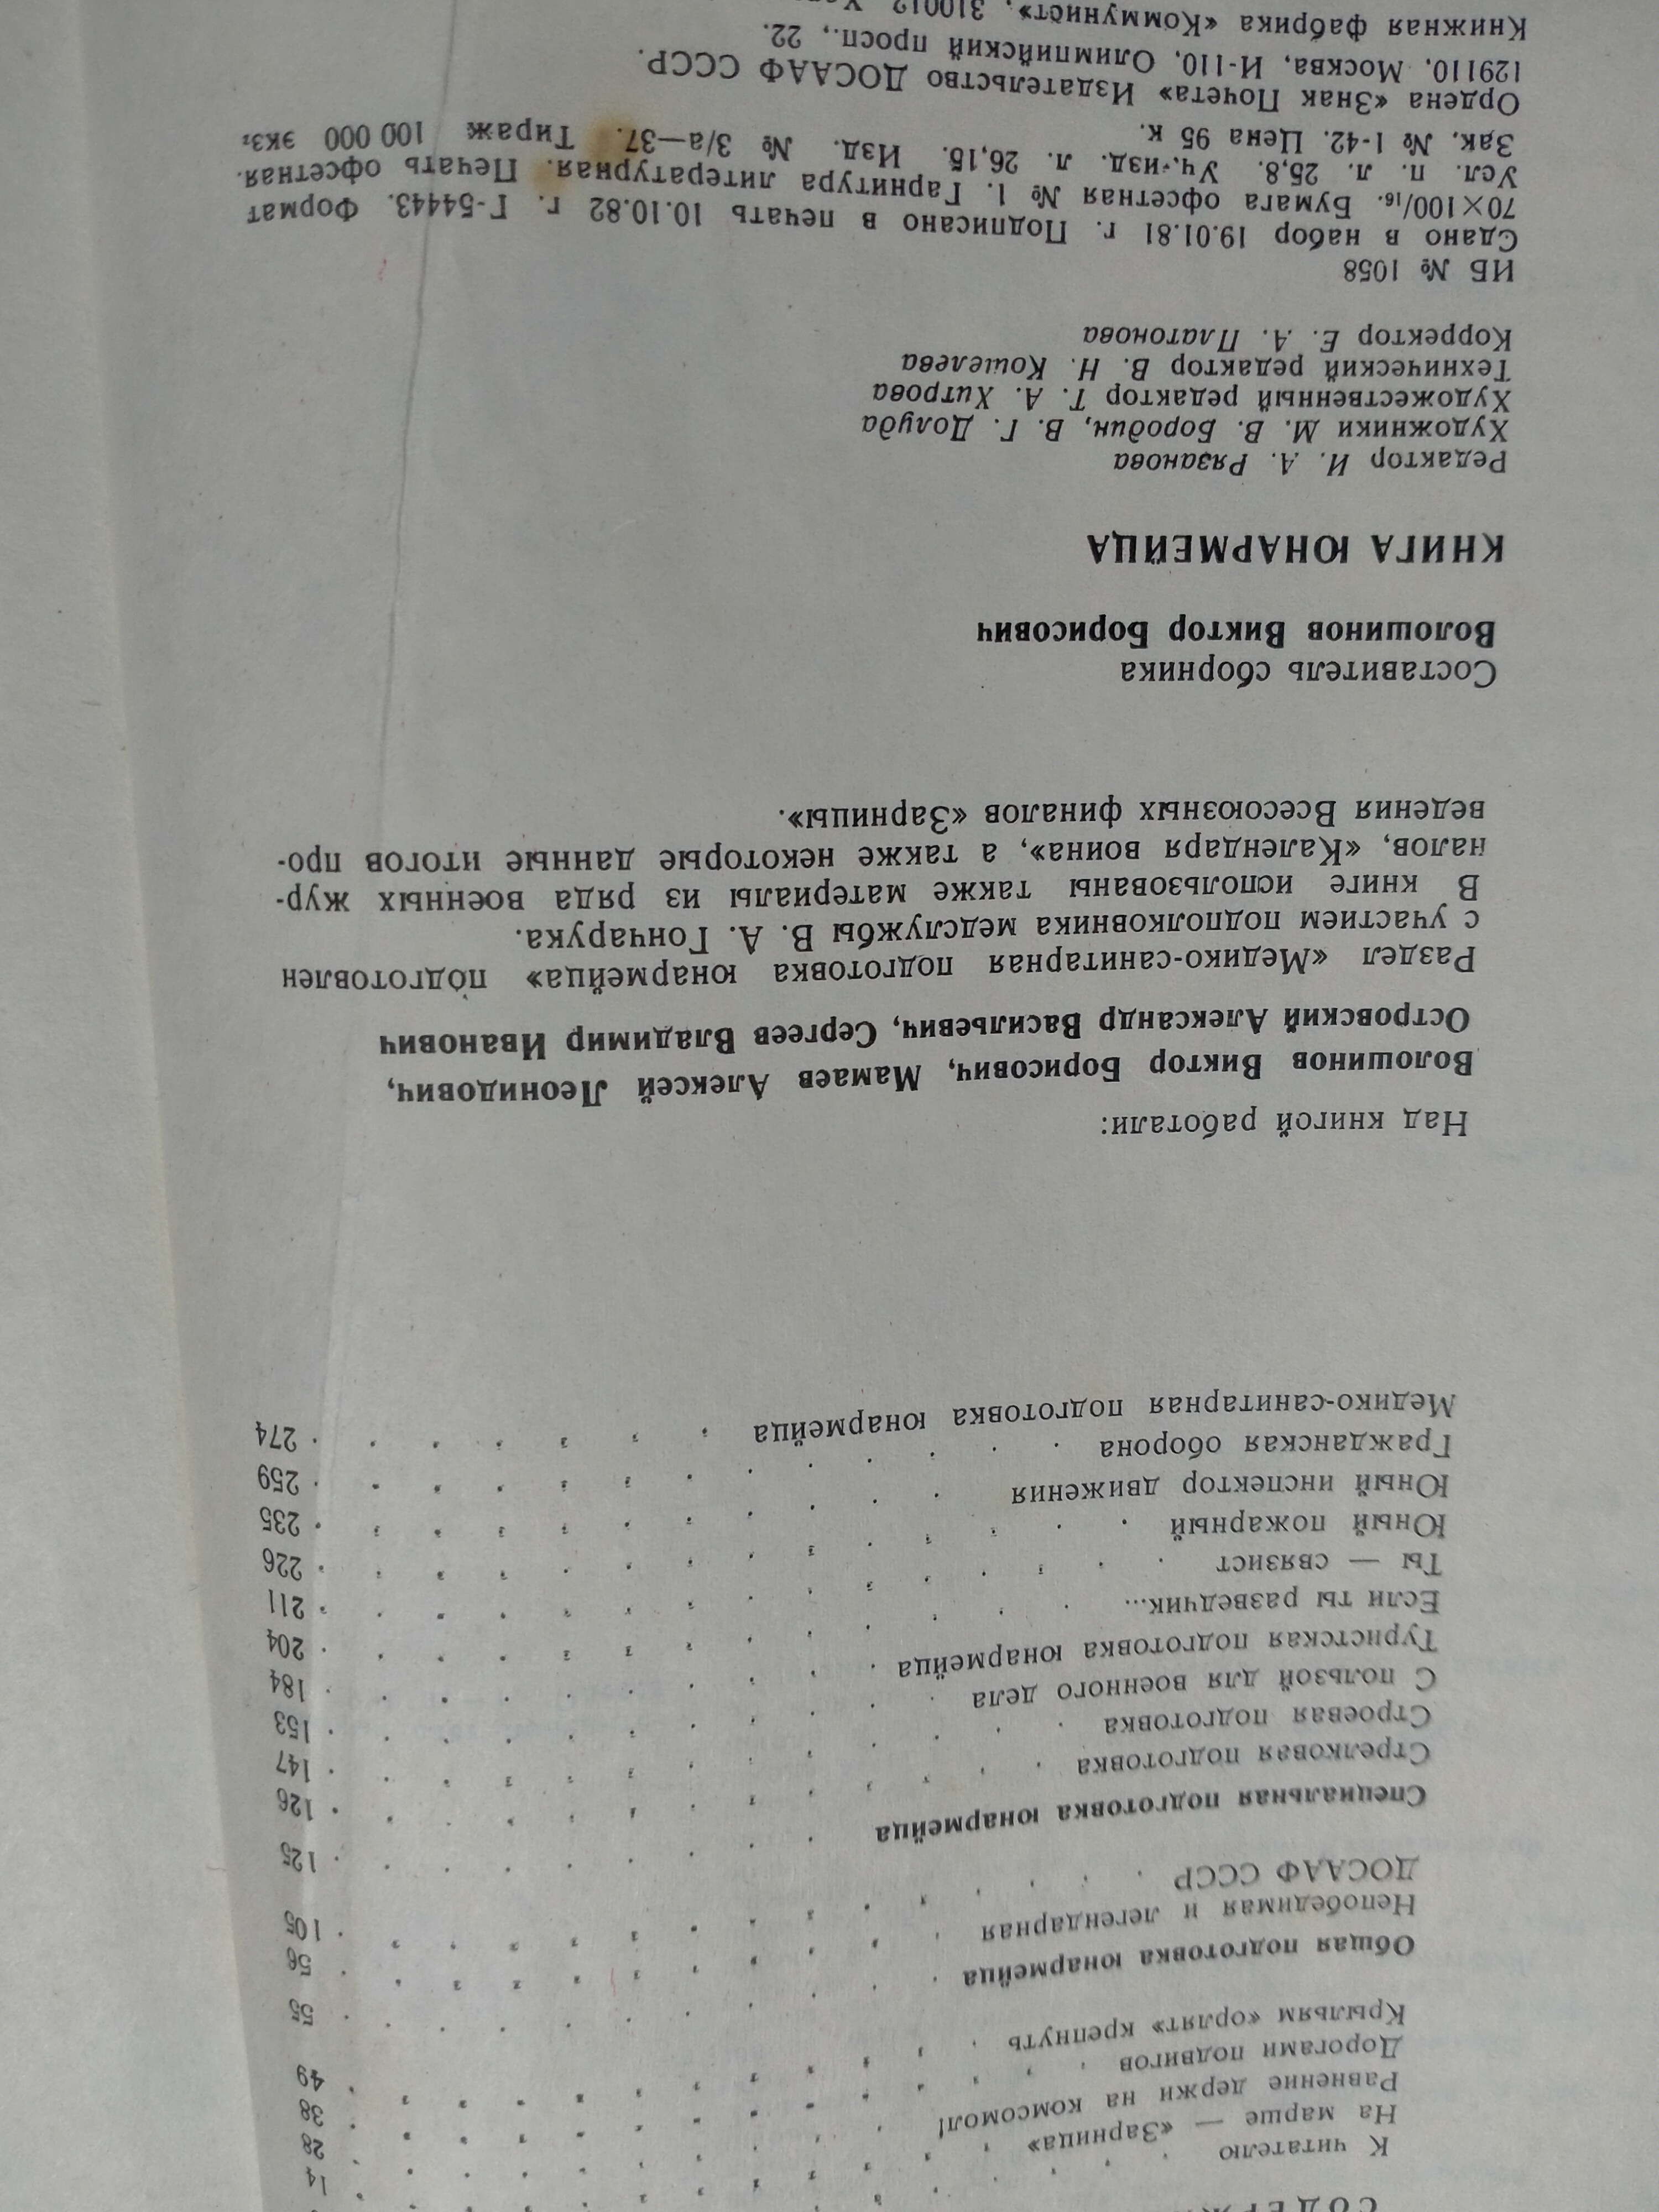 К читателю
На марше — «Зарница» . . . 14
Равнение держи на комсомол! . . . 28
Дорогами подвигов . . . 38
Крыльям «орлят» крепнуть . . . 49
Общая подготовка юнармейца . . . 55
Непобедимая и легендарная . . . 56
ДОСААФ СССР . . . 105
Специальная подготовка юнармейца . . . 125
Стрелковая подготовка . . . 126
Строевая подготовка . . . 147
С пользой для военного дела . . . 153
Туристская подготовка юнармейца . . . 184
Если ты разведчик... . . . 204
Ты — связист . . . 211
Юный пожарный . . . 226
Юный инспектор движения . . . 235
Гражданская оборона . . . 259
Медико-санитарная подготовка юнармейца . . . 274
Над книгой работали:
Волошинов Виктор Борисович, Мамаев Алексей Леонидович,
Островский Александр Васильевич, Сергеев Владимир Иванович
Раздел «Медико-санитарная подготовка юнармейца» подготовлен
с участием подполковника медслужбы В. А. Гончарука.
В книге использованы также материалы из ряда военных жур-
налов, «Календаря воина», а также некоторые данные итогов про-
ведения Всесоюзных финалов «Зарницы».
Составитель сборника
Волошинов Виктор Борисович
КНИГА ЮНАРМЕЙЦА
Редактор И. А. Рязанова
Художники М. В. Бородин, В. Г. Долуда
Художественный редактор Т. А. Хитрова
Технический редактор В. Н. Кошелева
Корректор Е. А. Платонова
ИБ № 1058
Сдано в набор 19.01.81 г. Подписано в печать 10.10.82 г. Г-54443. Формат
70×100/16. Бумага офсетная № 1. Гарнитура литературная. Печать офсетная.
Усл. п. л. 25,8. Уч.-изд. л. 26,15. Изд. № 3/а—37. Тираж 100 000 экз.
Зак. № 1-42. Цена 95 к.
Ордена «Знак Почета» Издательство ДОСААФ СССР.
129110, Москва, И-110, Олимпийский просп., 22.
Книжная фабрика «Коммунист», 310012,